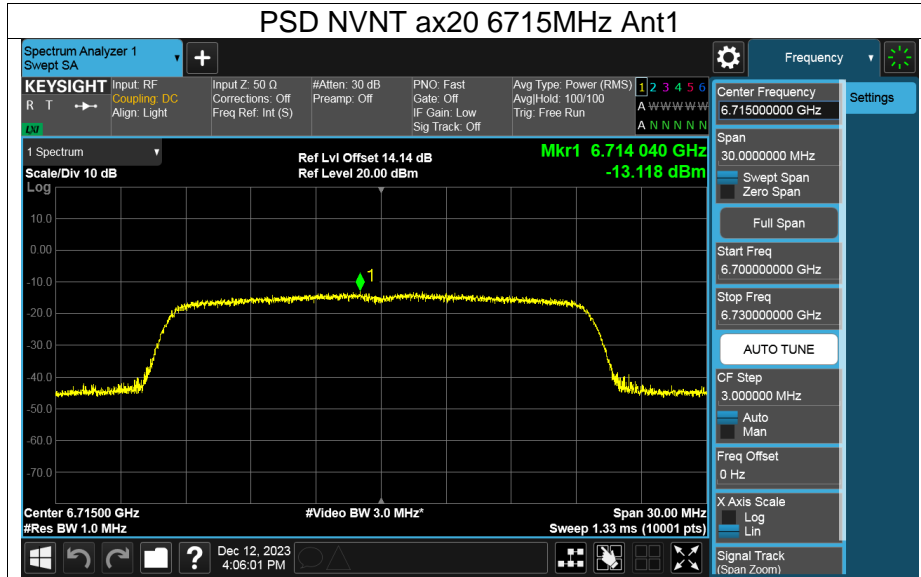 PSD NVNT ax20 6715MHz Ant1
Spectrum Analyzer 1
Swept SA
+
Frequency
KEYSIGHT
R T
LXI
Input: RF
Coupling: DC
Align: Light
Input Z: 50 Ω
Corrections: Off
Freq Ref: Int (S)
#Atten: 30 dB
Preamp: Off
PNO: Fast
Gate: Off
IF Gain: Low
Sig Track: Off
Avg Type: Power (RMS)
Avg|Hold: 100/100
Trig: Free Run
1 2 3 4 5 6
A W W W W W
A N N N N N
1 Spectrum
Scale/Div 10 dB
Log
Ref Lvl Offset 14.14 dB
Ref Level 20.00 dBm
Mkr1 6.714 040 GHz
-13.118 dBm
10.0
0.00
-10.0
-20.0
-30.0
-40.0
-50.0
-60.0
-70.0
1
Center 6.71500 GHz
#Res BW 1.0 MHz
#Video BW 3.0 MHz*
Span 30.00 MHz
Sweep 1.33 ms (10001 pts)
?
Dec 12, 2023
4:06:01 PM
Center Frequency
6.715000000 GHz
Settings
Span
30.0000000 MHz
Swept Span
Zero Span
Full Span
Start Freq
6.700000000 GHz
Stop Freq
6.730000000 GHz
AUTO TUNE
CF Step
3.000000 MHz
Auto
Man
Freq Offset
0 Hz
X Axis Scale
Log
Lin
Signal Track
(Span Zoom)